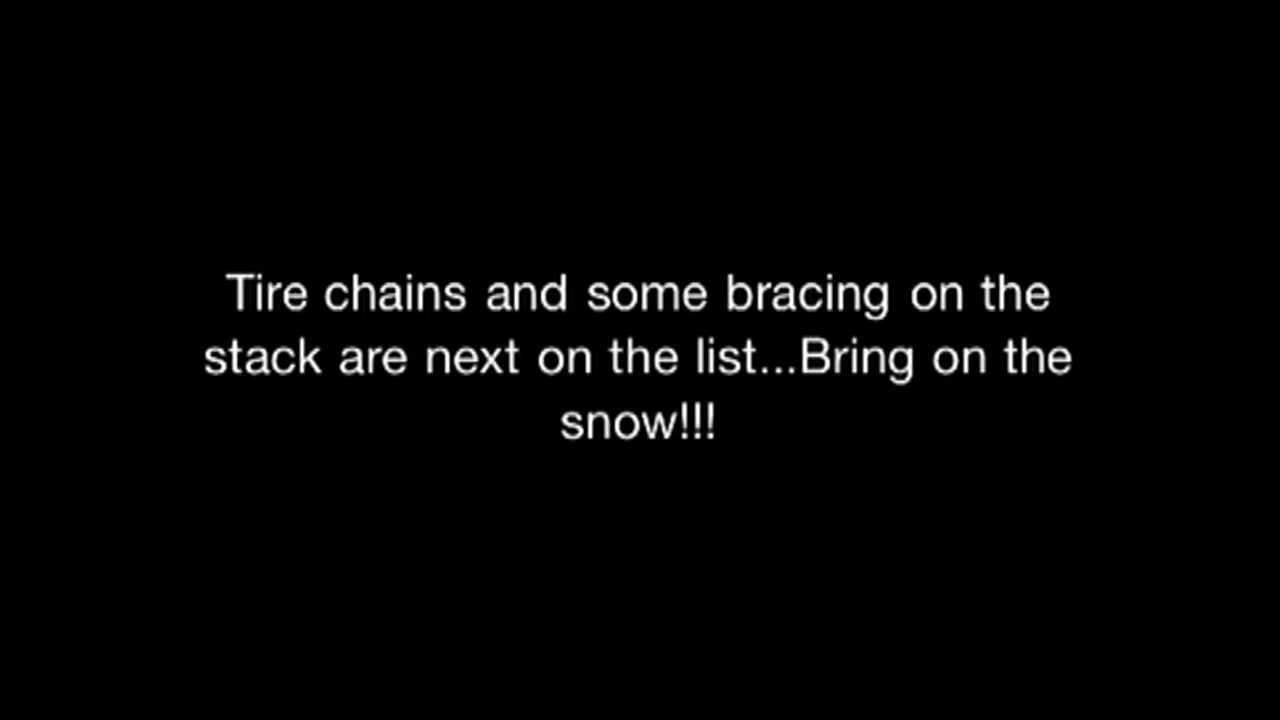 Tire chains and some bracing on the
stack are next on the list...Bring on the
snow!!!